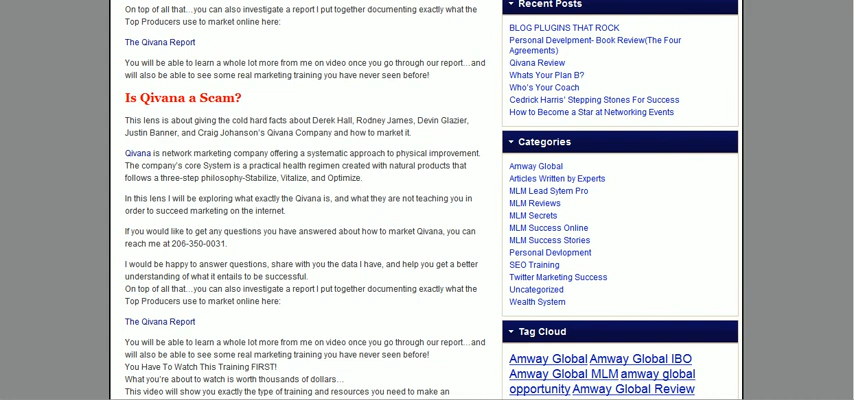 On top of all that…you can also investigate a report I put together documenting exactly what the
Top Producers use to market online here:
The Qivana Report
You will be able to learn a whole lot more from me on video once you go through our report…and
will also be able to see some real marketing training you have never seen before!
Is Qivana a Scam?
This lens is about giving the cold hard facts about Derek Hall, Rodney James, Devin Glazier,
Justin Banner, and Craig Johanson's Qivana Company and how to market it.
Qivana is network marketing company offering a systematic approach to physical improvement.
The company's core System is a practical health regimen created with natural products that
follows a three-step philosophy-Stabilize, Vitalize, and Optimize.
In this lens I will be exploring what exactly the Qivana is, and what they are not teaching you in
order to succeed marketing on the internet.
If you would like to get any questions you have answered about how to market Qivana, you can
reach me at 206-350-0031.
I would be happy to answer questions, share with you the data I have, and help you get a better
understanding of what it entails to be successful.
On top of all that…you can also investigate a report I put together documenting exactly what the
Top Producers use to market online here:
The Qivana Report
You will be able to learn a whole lot more from me on video once you go through our report…and
will also be able to see some real marketing training you have never seen before!
You Have To Watch This Training FIRST!
What you're about to watch is worth thousands of dollars…
This video will show you exactly the type of training and resources you need to make an
Recent Posts
BLOG PLUGINS THAT ROCK
Personal Develpment- Book Review(The Four
Agreements)
Qivana Review
Whats Your Plan B?
Who's Your Coach
Cedrick Harris' Stepping Stones For Success
How to Become a Star at Networking Events
Categories
Amway Global
Articles Written by Experts
MLM Lead Sytem Pro
MLM Reviews
MLM Secrets
MLM Success Online
MLM Success Stories
Personal Devlopment
SEO Training
Twitter Marketing Success
Uncategorized
Wealth System
Tag Cloud
Amway Global Amway Global IBO
Amway Global MLM amway global
opportunity Amway Global Review